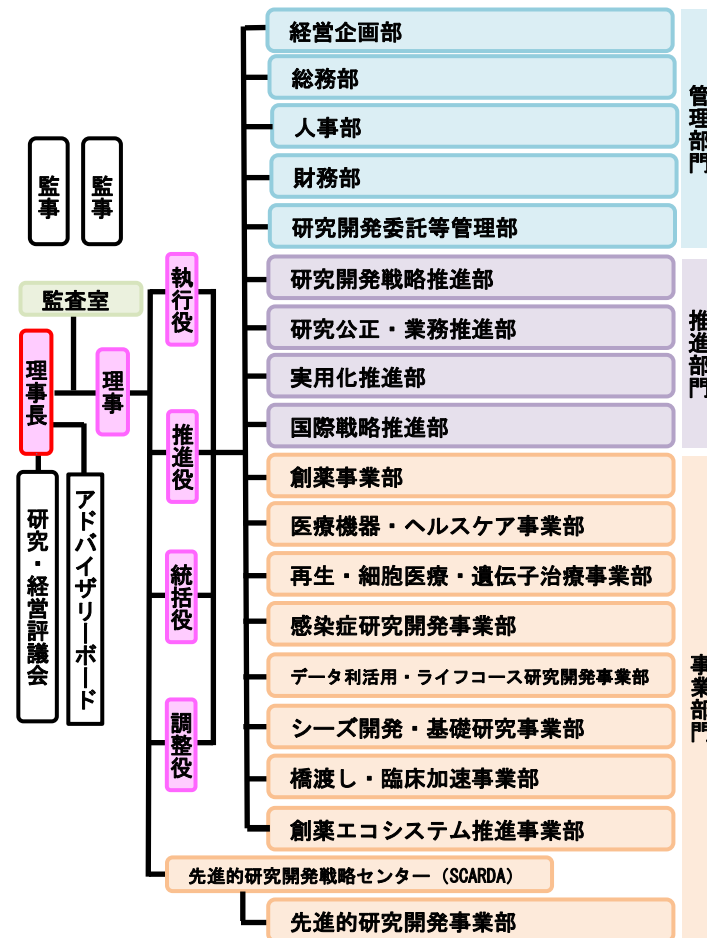 監事
監事
監査室
理事長
理事
研究・経営評議会
アドバイザリーボード
執行役
推進役
統括役
調整役
経営企画部
総務部
人事部
財務部
研究開発委託等管理部
管理部門
研究開発戦略推進部
研究公正・業務推進部
実用化推進部
国際戦略推進部
推進部門
創薬事業部
医療機器・ヘルスケア事業部
再生・細胞医療・遺伝子治療事業部
感染症研究開発事業部
データ利活用・ライフコース研究開発事業部
シーズ開発・基礎研究事業部
橋渡し・臨床加速事業部
創薬エコシステム推進事業部
先進的研究開発戦略センター（SCARDA）
先進的研究開発事業部
事業部門